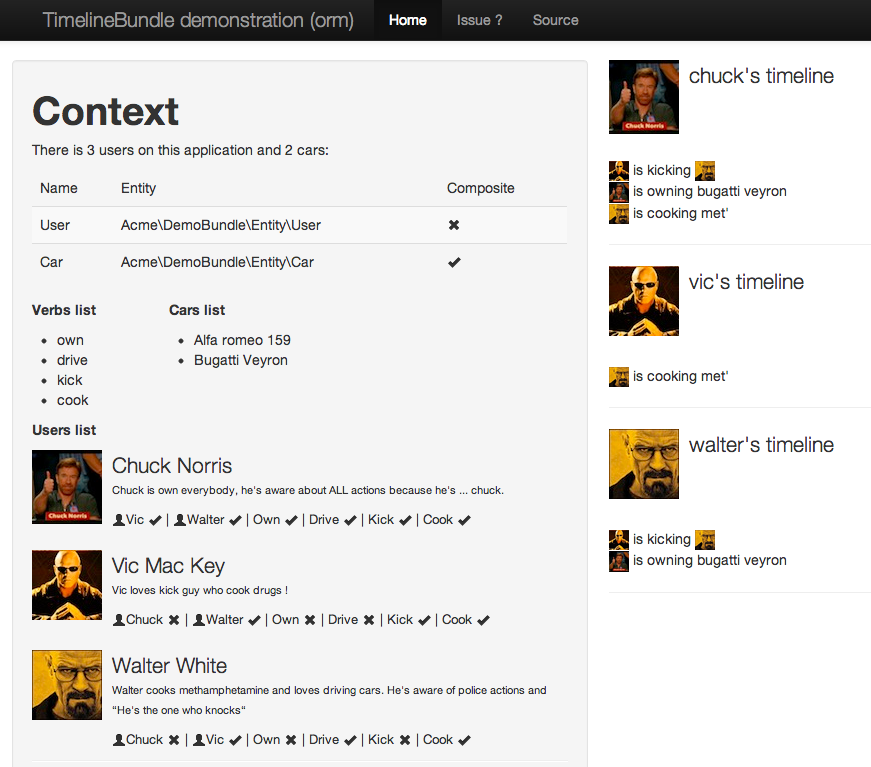 TimelineBundle demonstration (orm) Home Issue ? Source
Context
There is 3 users on this application and 2 cars:
Name Entity Composite
User Acme\DemoBundle\Entity\User ✖
Car Acme\DemoBundle\Entity\Car ✔
Verbs list
own
drive
kick
cook
Cars list
Alfa romeo 159
Bugatti Veyron
Users list
Chuck Norris
Chuck Norris
Chuck is own everybody, he's aware about ALL actions because he's ... chuck.
Vic ✔ | Walter ✔ | Own ✔ | Drive ✔ | Kick ✔ | Cook ✔
Vic Mac Key
Vic loves kick guy who cook drugs !
Chuck ✖ | Walter ✔ | Own ✖ | Drive ✖ | Kick ✔ | Cook ✔
Walter White
Walter cooks methamphetamine and loves driving cars. He's aware of police actions and
“He's the one who knocks“
Chuck ✖ | Vic ✔ | Own ✖ | Drive ✔ | Kick ✖ | Cook ✔
chuck's timeline
Chuck Norris
is kicking
is owning bugatti veyron
is cooking met'
vic's timeline
is cooking met'
walter's timeline
is kicking
is owning bugatti veyron